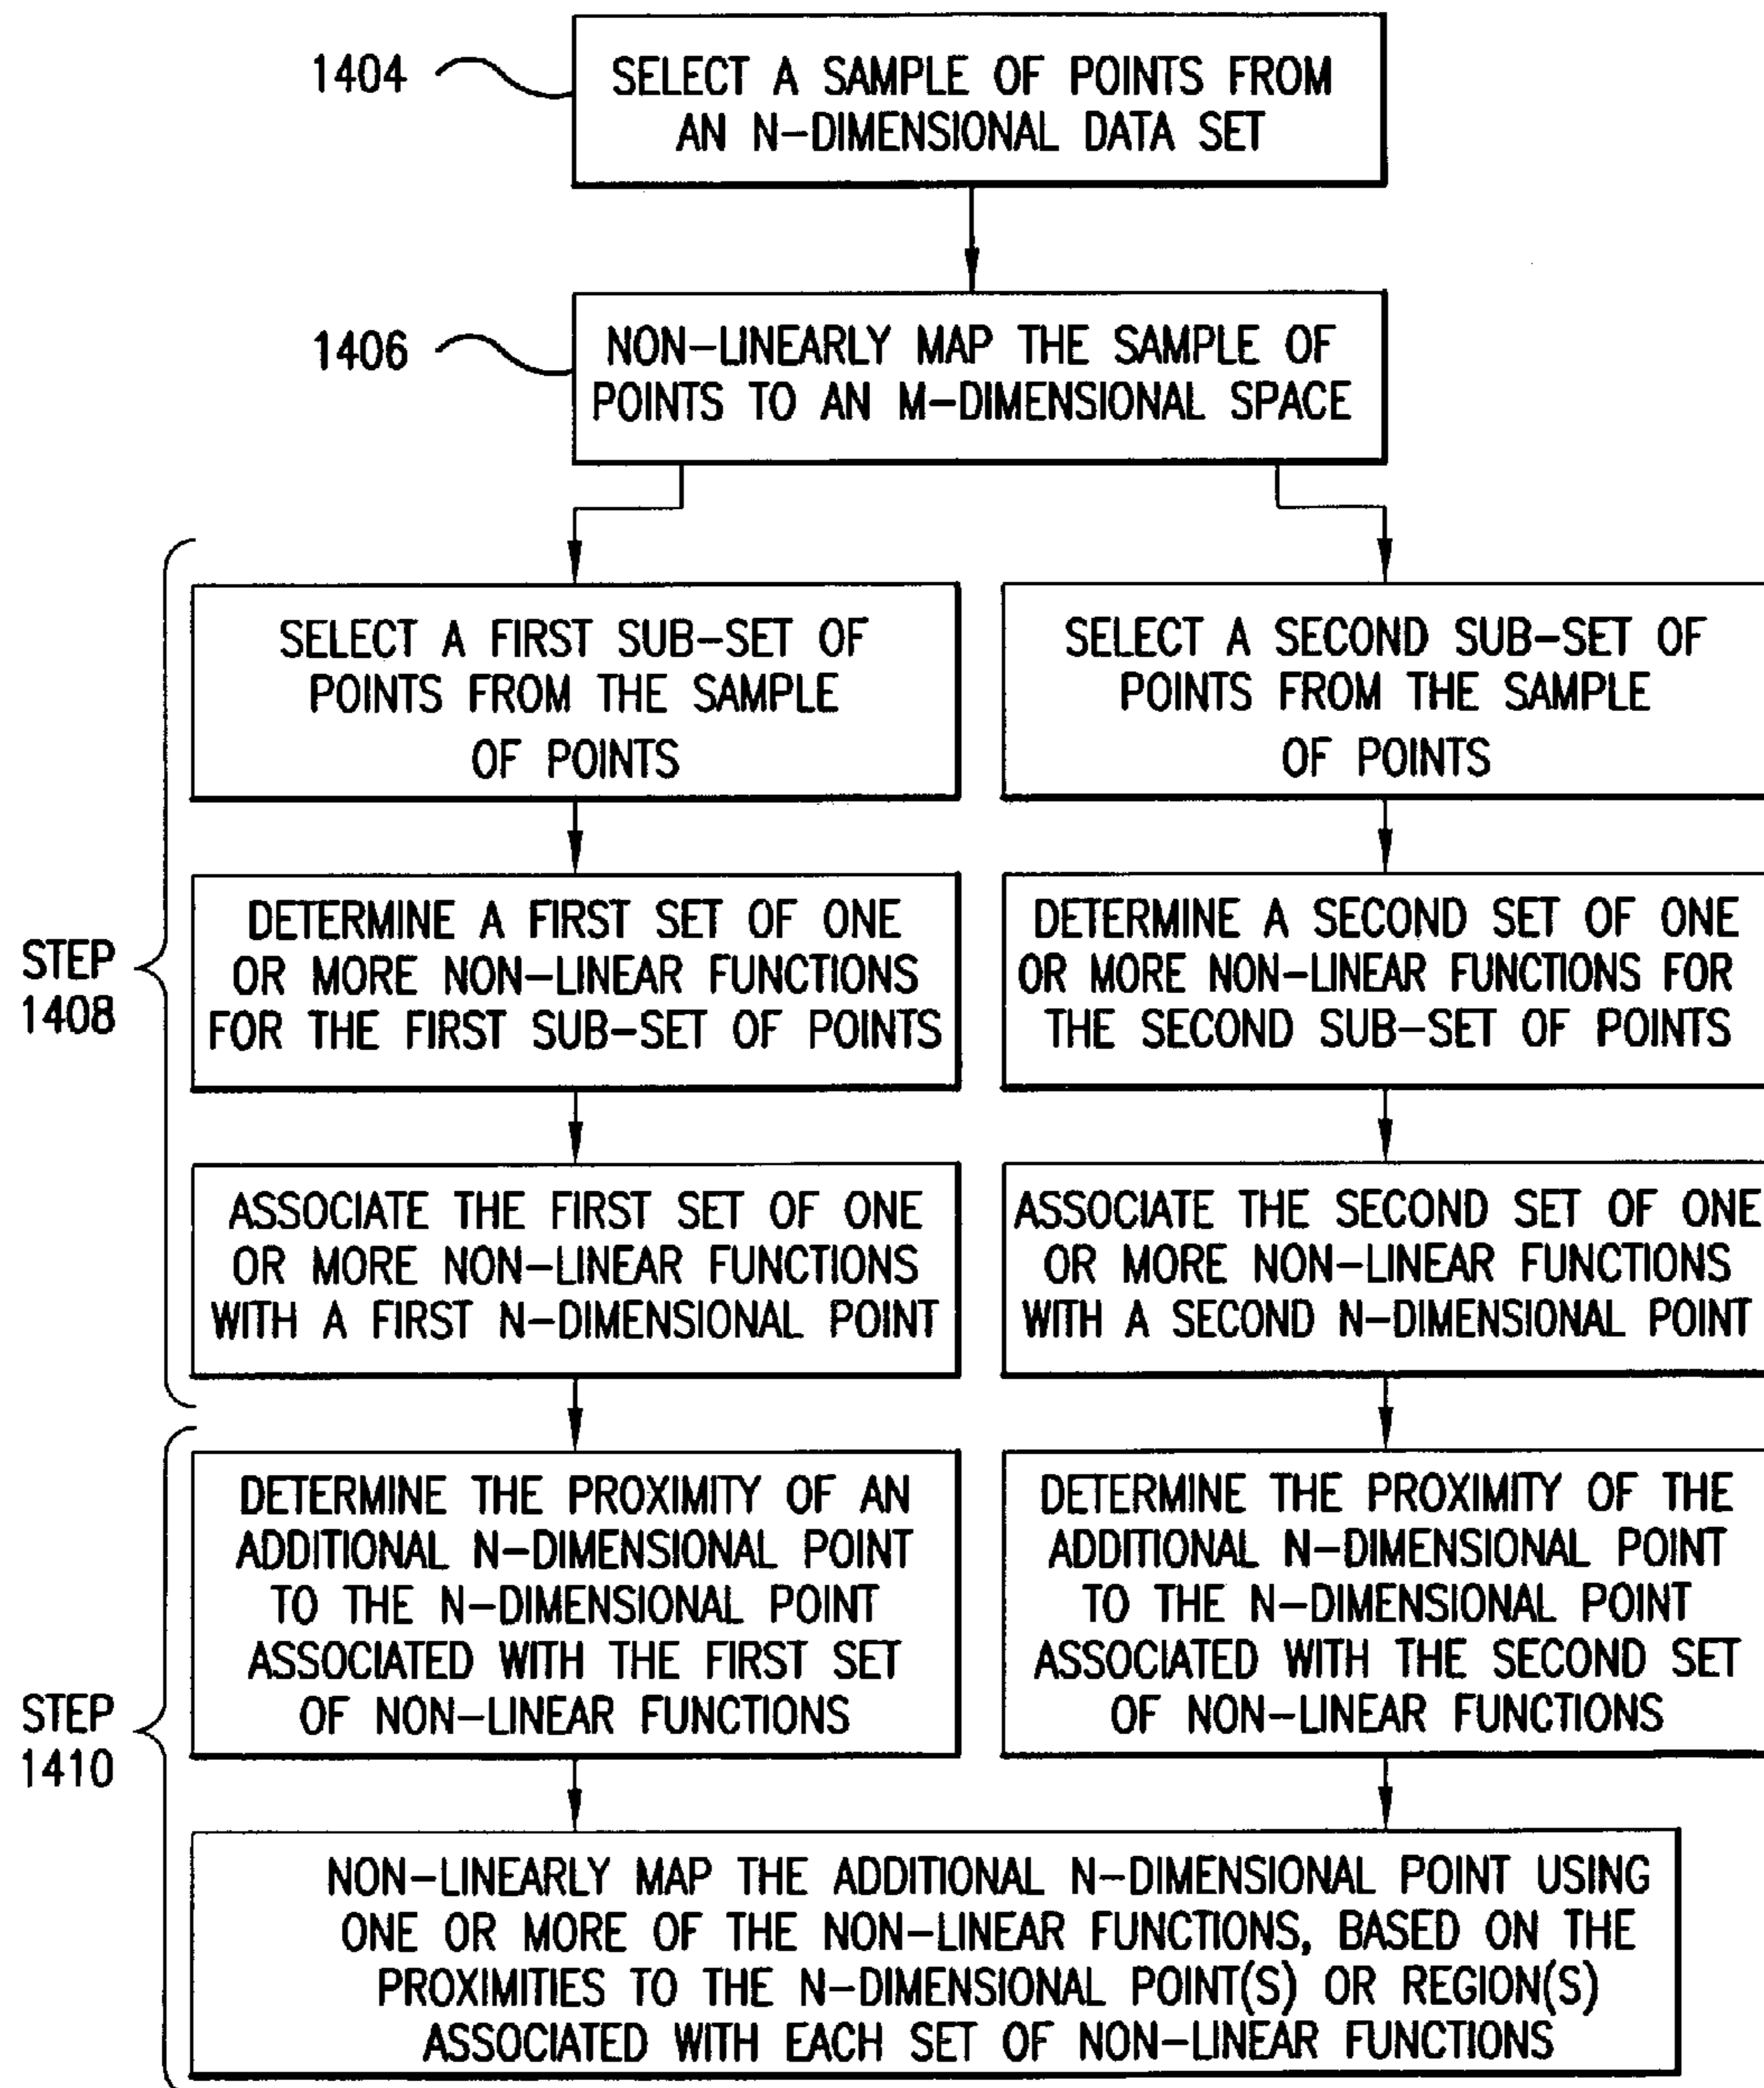 1404
SELECT A SAMPLE OF POINTS FROM
AN N-DIMENSIONAL DATA SET
1406
NON-LINEARLY MAP THE SAMPLE OF
POINTS TO AN M-DIMENSIONAL SPACE
STEP
1408
SELECT A FIRST SUB-SET OF
POINTS FROM THE SAMPLE
OF POINTS
SELECT A SECOND SUB-SET OF
POINTS FROM THE SAMPLE
OF POINTS
DETERMINE A FIRST SET OF ONE
OR MORE NON-LINEAR FUNCTIONS
FOR THE FIRST SUB-SET OF POINTS
DETERMINE A SECOND SET OF ONE
OR MORE NON-LINEAR FUNCTIONS FOR
THE SECOND SUB-SET OF POINTS
ASSOCIATE THE FIRST SET OF ONE
OR MORE NON-LINEAR FUNCTIONS
WITH A FIRST N-DIMENSIONAL POINT
ASSOCIATE THE SECOND SET OF ONE
OR MORE NON-LINEAR FUNCTIONS
WITH A SECOND N-DIMENSIONAL POINT
STEP
1410
DETERMINE THE PROXIMITY OF AN
ADDITIONAL N-DIMENSIONAL POINT
TO THE N-DIMENSIONAL POINT
ASSOCIATED WITH THE FIRST SET
OF NON-LINEAR FUNCTIONS
DETERMINE THE PROXIMITY OF THE
ADDITIONAL N-DIMENSIONAL POINT
TO THE N-DIMENSIONAL POINT
ASSOCIATED WITH THE SECOND SET
OF NON-LINEAR FUNCTIONS
NON-LINEARLY MAP THE ADDITIONAL N-DIMENSIONAL POINT USING
ONE OR MORE OF THE NON-LINEAR FUNCTIONS, BASED ON THE
PROXIMITIES TO THE N-DIMENSIONAL POINT(S) OR REGION(S)
ASSOCIATED WITH EACH SET OF NON-LINEAR FUNCTIONS